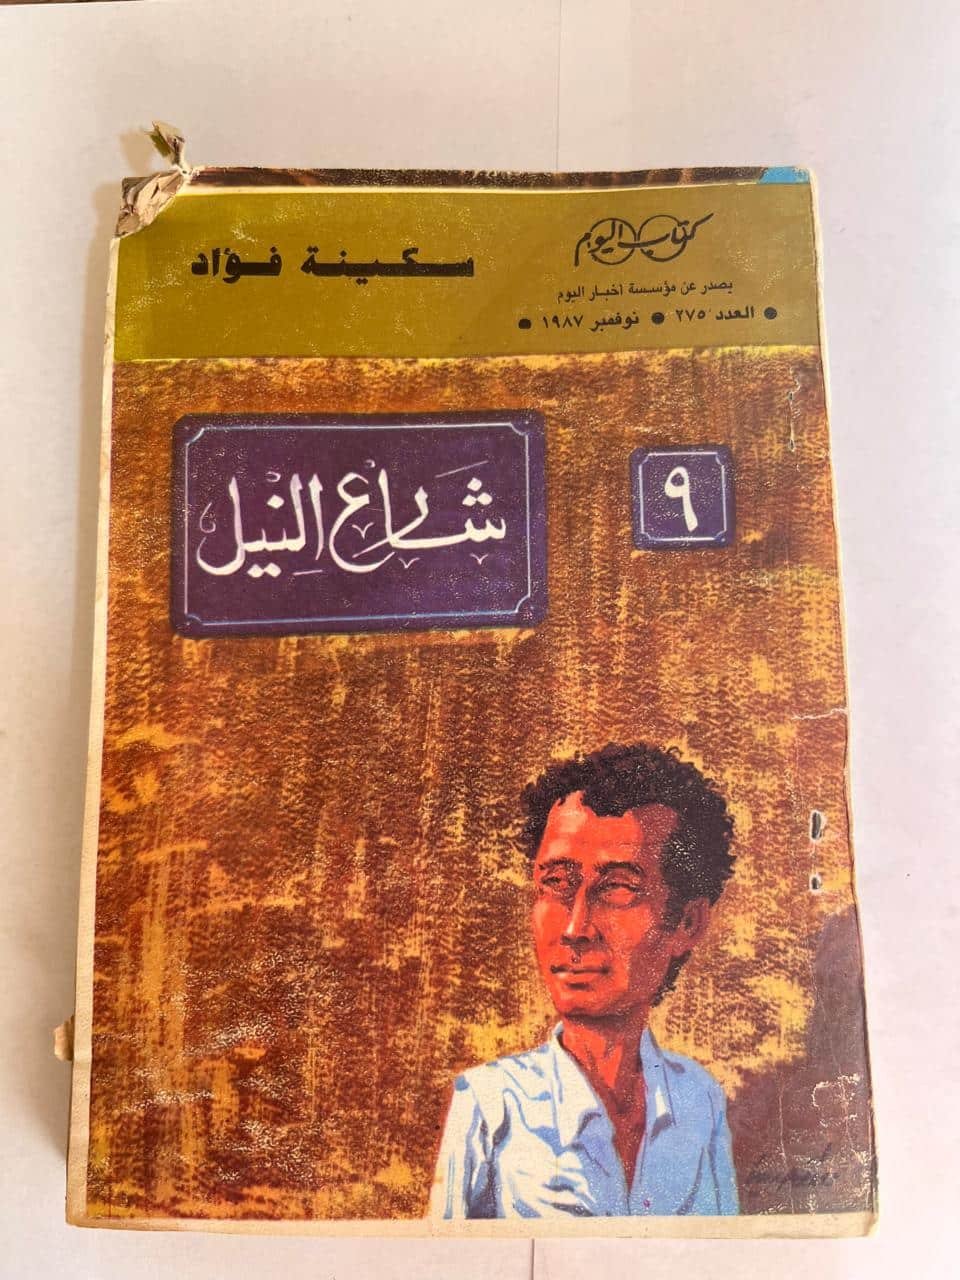 كتاب اليوم
يصدر عن مؤسسة أخبار اليوم
● العدد ٢٧٥ ● نوفمبر ١٩٨٧ ●
سكينة فؤاد
٩
شارع النيل